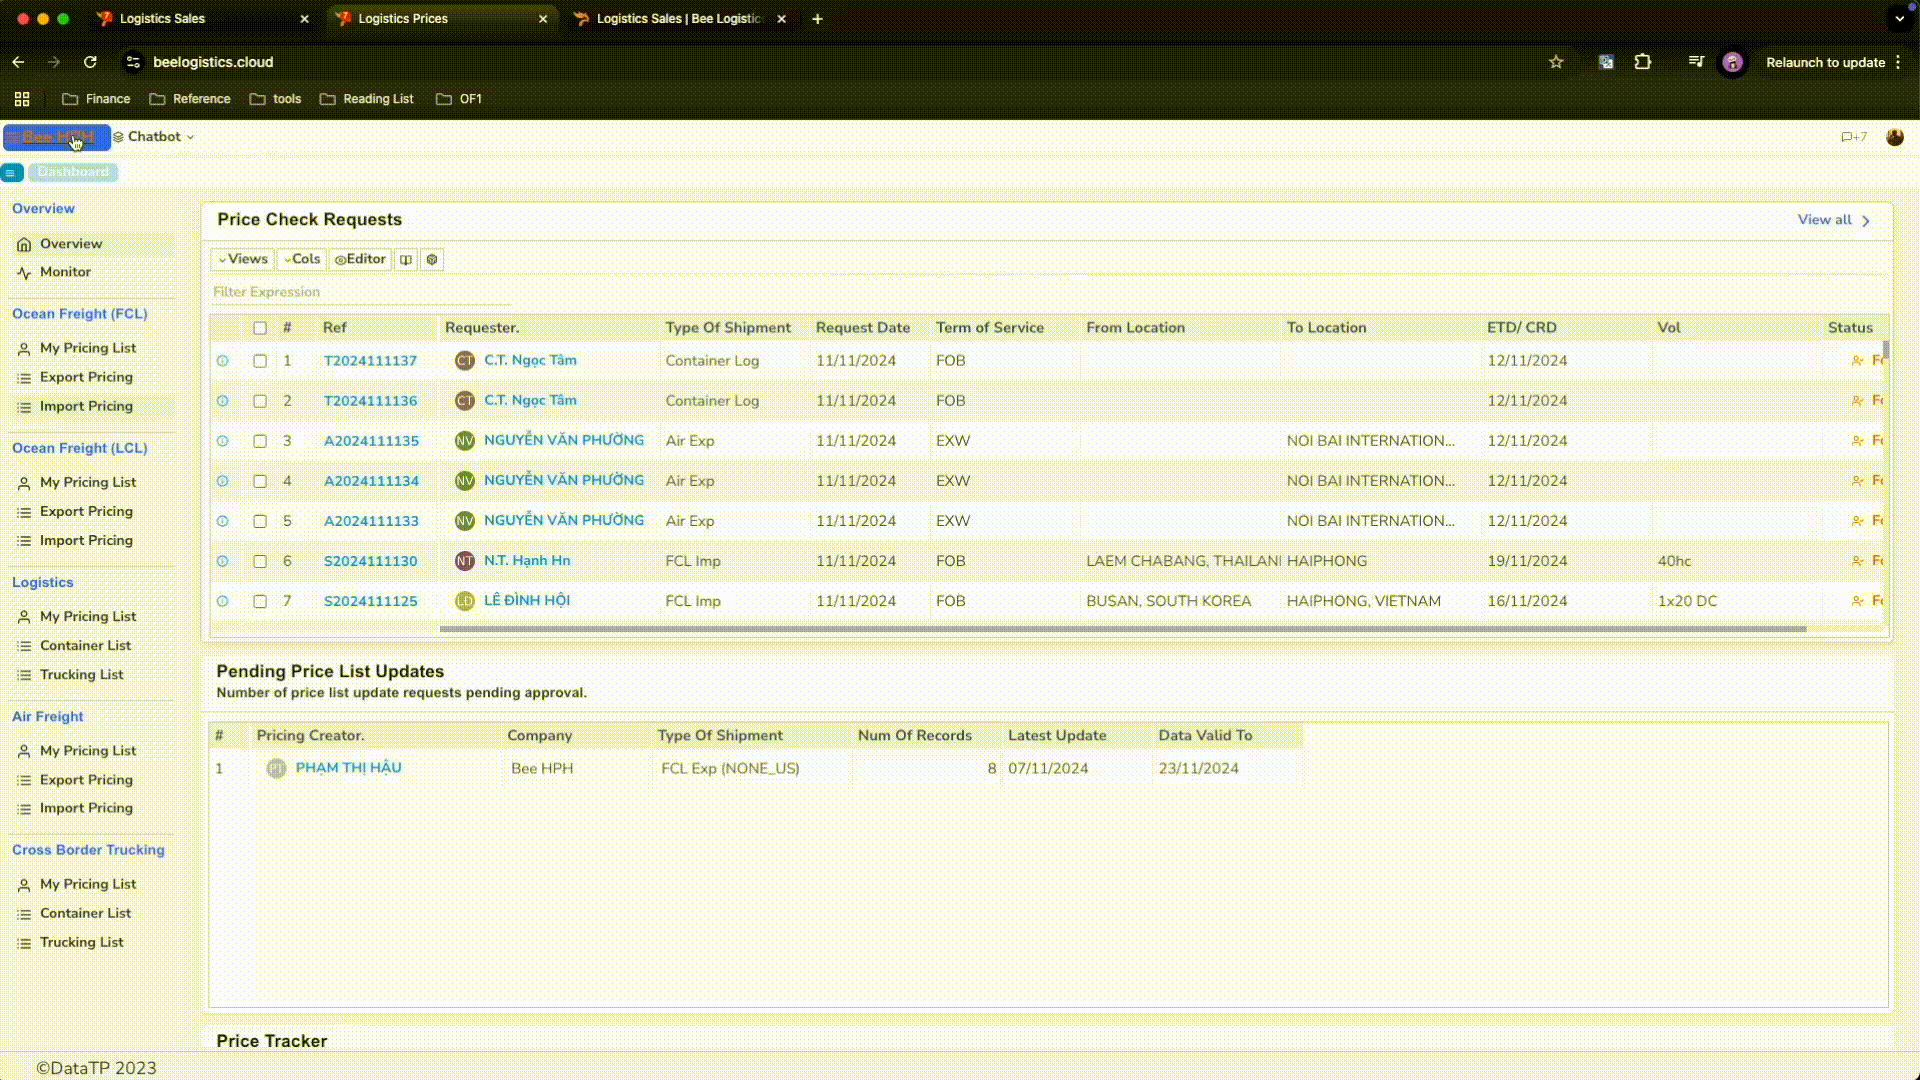 Logistics Sales
Logistics Prices
Logistics Sales | Bee Logistic
beelogistics.cloud
Relaunch to update
Finance
Reference
tools
Reading List
OF1
Bee HPH
Chatbot
+7
Dashboard
Overview
Overview
Monitor
Ocean Freight (FCL)
My Pricing List
Export Pricing
Import Pricing
Ocean Freight (LCL)
My Pricing List
Export Pricing
Import Pricing
Logistics
My Pricing List
Container List
Trucking List
Air Freight
My Pricing List
Export Pricing
Import Pricing
Cross Border Trucking
My Pricing List
Container List
Trucking List
Price Check Requests
View all
Views Cols Editor
Filter Expression
# Ref Requester. Type Of Shipment Request Date Term of Service From Location To Location ETD/ CRD Vol Status
1 T2024111137 CT C.T. Ngọc Tâm Container Log 11/11/2024 FOB 12/11/2024
2 T2024111136 CT C.T. Ngọc Tâm Container Log 11/11/2024 FOB 12/11/2024
3 A2024111135 NV NGUYỄN VĂN PHƯỜNG Air Exp 11/11/2024 EXW NOI BAI INTERNATION... 12/11/2024
4 A2024111134 NV NGUYỄN VĂN PHƯỜNG Air Exp 11/11/2024 EXW NOI BAI INTERNATION... 12/11/2024
5 A2024111133 NV NGUYỄN VĂN PHƯỜNG Air Exp 11/11/2024 EXW NOI BAI INTERNATION... 12/11/2024
6 S2024111130 NT N.T. Hạnh Hn FCL Imp 11/11/2024 FOB LAEM CHABANG, THAILAN HAIPHONG 19/11/2024 40hc
7 S2024111125 LĐ LÊ ĐÌNH HỘI FCL Imp 11/11/2024 FOB BUSAN, SOUTH KOREA HAIPHONG, VIETNAM 16/11/2024 1x20 DC
Pending Price List Updates
Number of price list update requests pending approval.
# Pricing Creator. Company Type Of Shipment Num Of Records Latest Update Data Valid To
1 PT PHẠM THỊ HẬU Bee HPH FCL Exp (NONE_US) 8 07/11/2024 23/11/2024
Price Tracker
©DataTP 2023